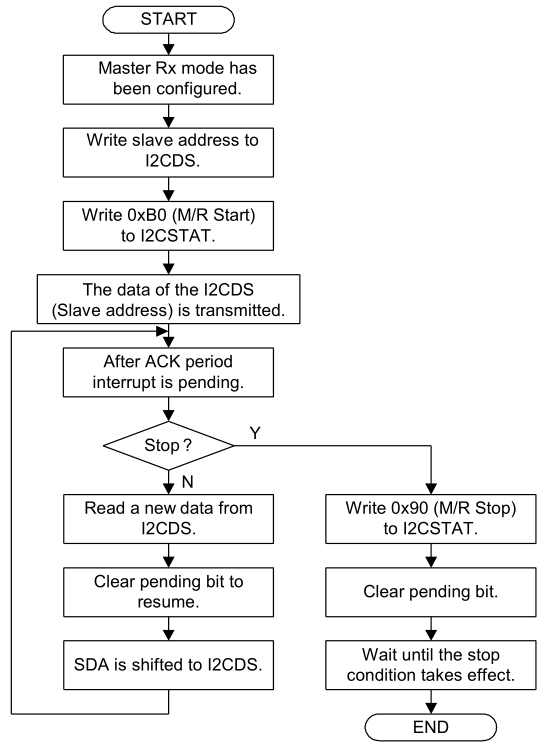 START
Master Rx mode has
been configured.
Write slave address to
I2CDS.
Write 0xB0 (M/R Start)
to I2CSTAT.
The data of the I2CDS
(Slave address) is transmitted.
After ACK period
interrupt is pending.
Stop ?
Y
N
Read a new data from
I2CDS.
Clear pending bit to
resume.
SDA is shifted to I2CDS.
Write 0x90 (M/R Stop)
to I2CSTAT.
Clear pending bit.
Wait until the stop
condition takes effect.
END